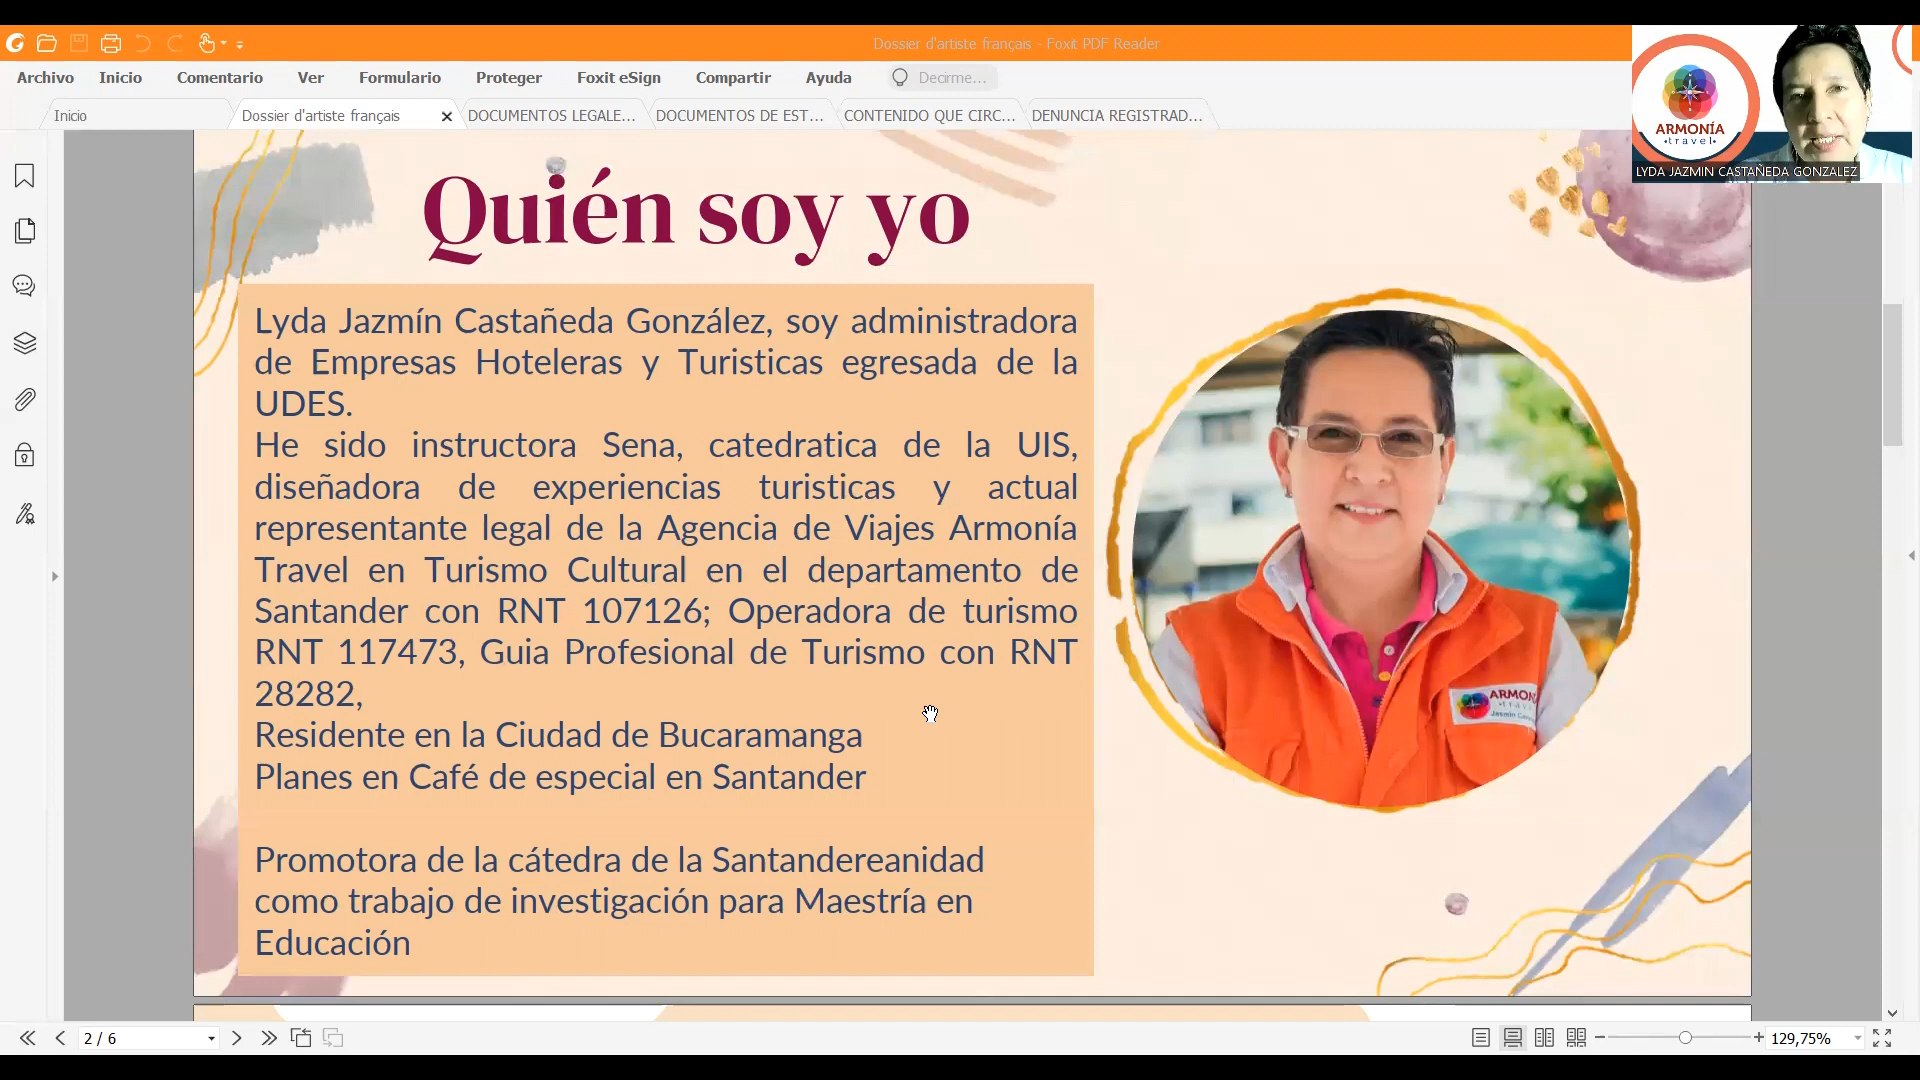 Dossier d'artiste français - Foxit PDF Reader
Archivo Inicio Comentario Ver Formulario Proteger Foxit eSign Compartir Ayuda Decirme...
Inicio Dossier d'artiste français DOCUMENTOS LEGALE... DOCUMENTOS DE EST... CONTENIDO QUE CIRC... DENUNCIA REGISTRAD...
ARMONÍA
travel
LYDA JAZMIN CASTAÑEDA GONZALEZ
Quién soy yo
Lyda Jazmín Castañeda González, soy administradora
de Empresas Hoteleras y Turisticas egresada de la
UDES.
He sido instructora Sena, catedratica de la UIS,
diseñadora de experiencias turisticas y actual
representante legal de la Agencia de Viajes Armonía
Travel en Turismo Cultural en el departamento de
Santander con RNT 107126; Operadora de turismo
RNT 117473, Guia Profesional de Turismo con RNT
28282,
Residente en la Ciudad de Bucaramanga
Planes en Café de especial en Santander
Promotora de la cátedra de la Santandereanidad
como trabajo de investigación para Maestría en
Educación
2 / 6
129,75%